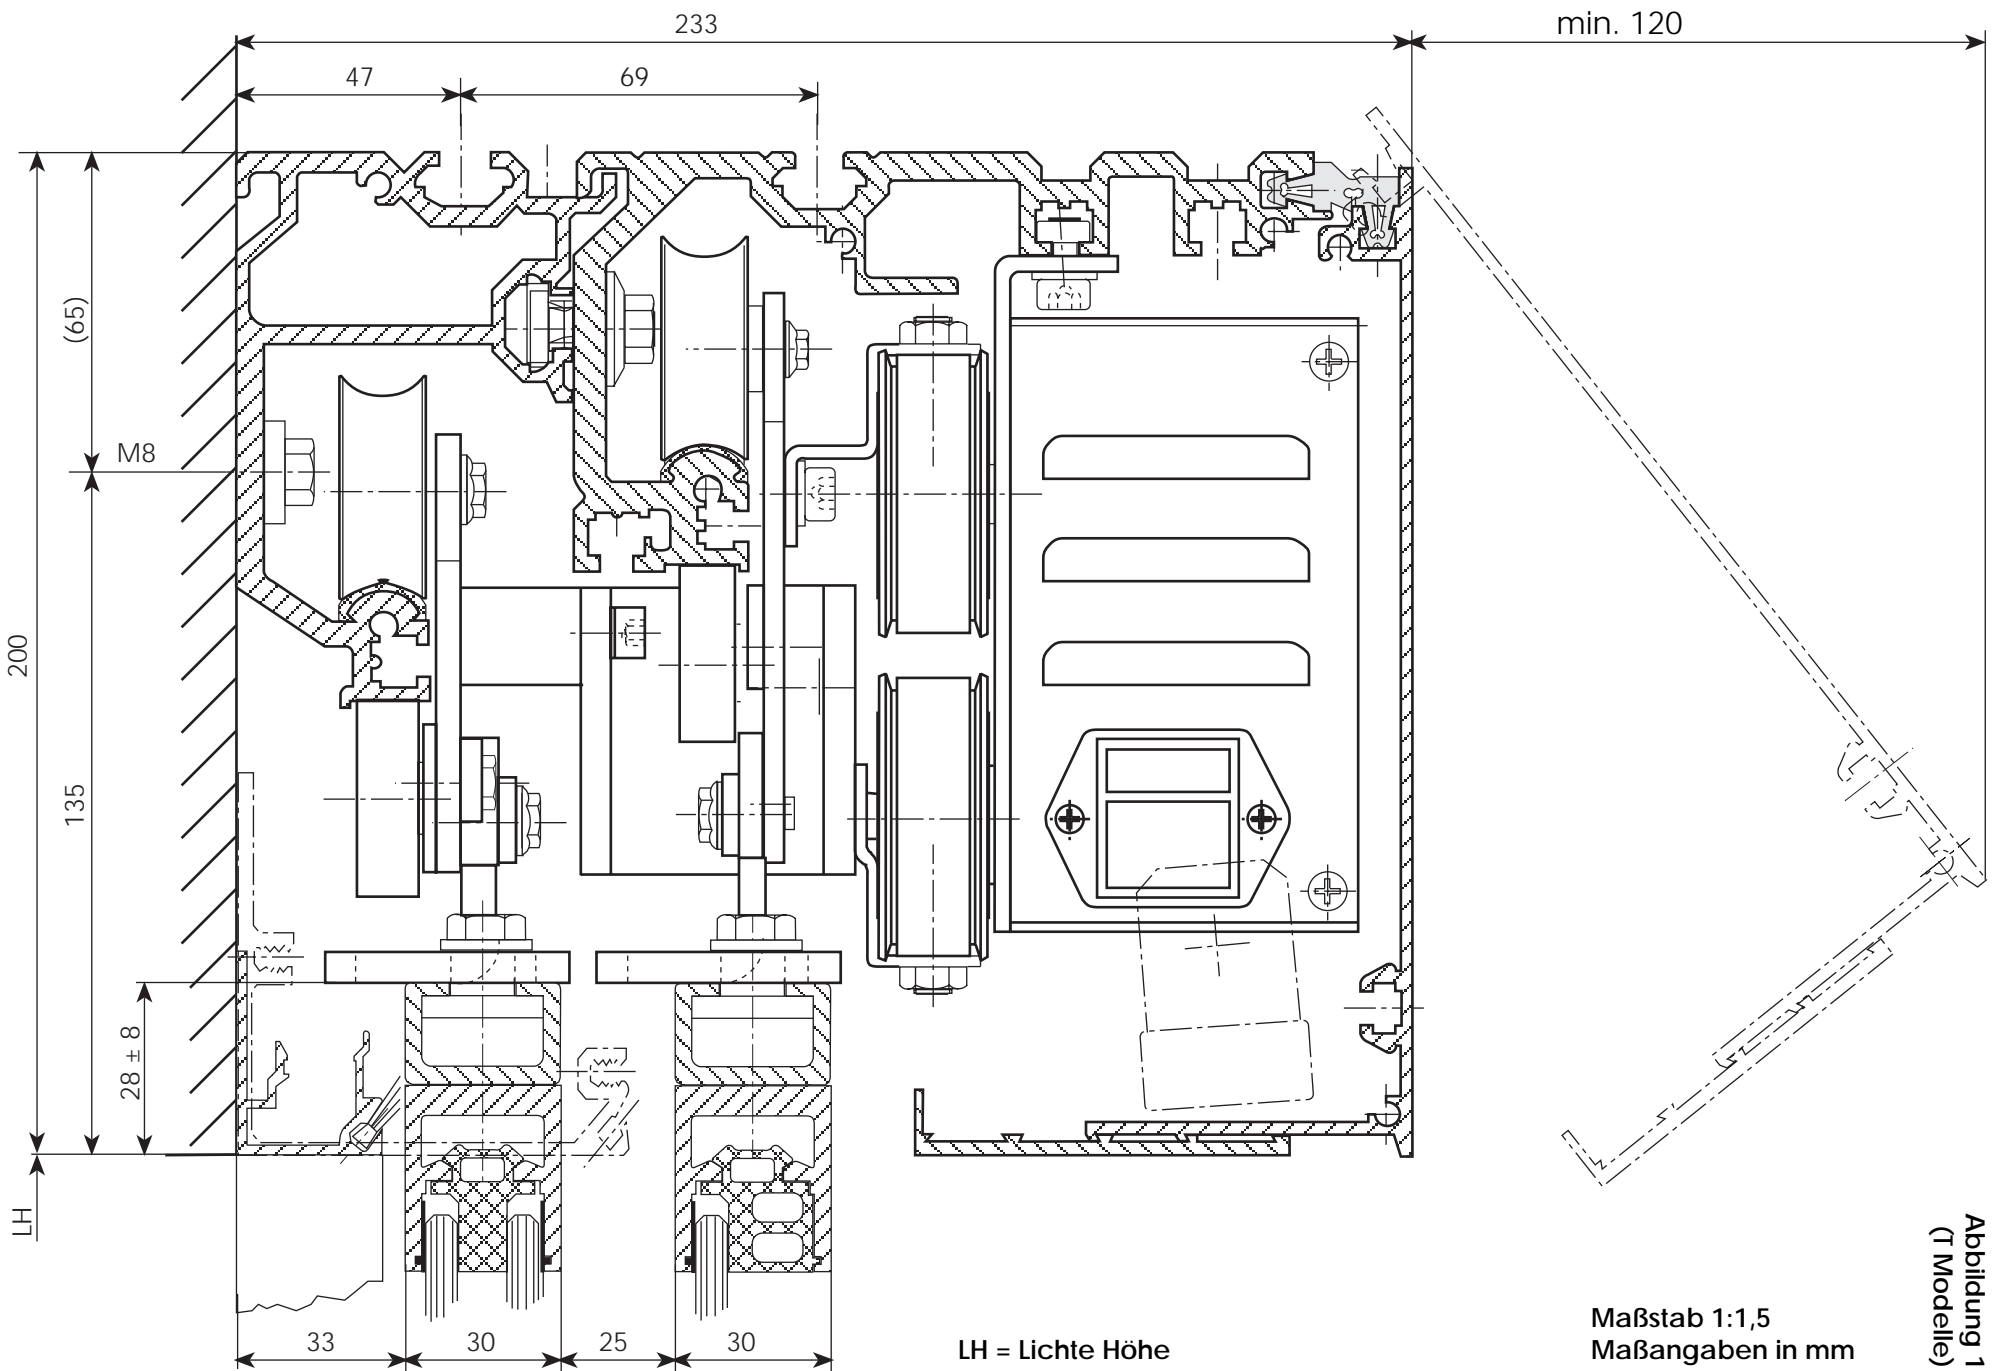 233
min. 120
47
69
(65)
M8
200
135
28 ± 8
LH
33
30
25
30
LH = Lichte Höhe
Maßstab 1:1,5
Maßangaben in mm
Abbildung 1
(T Modelle)